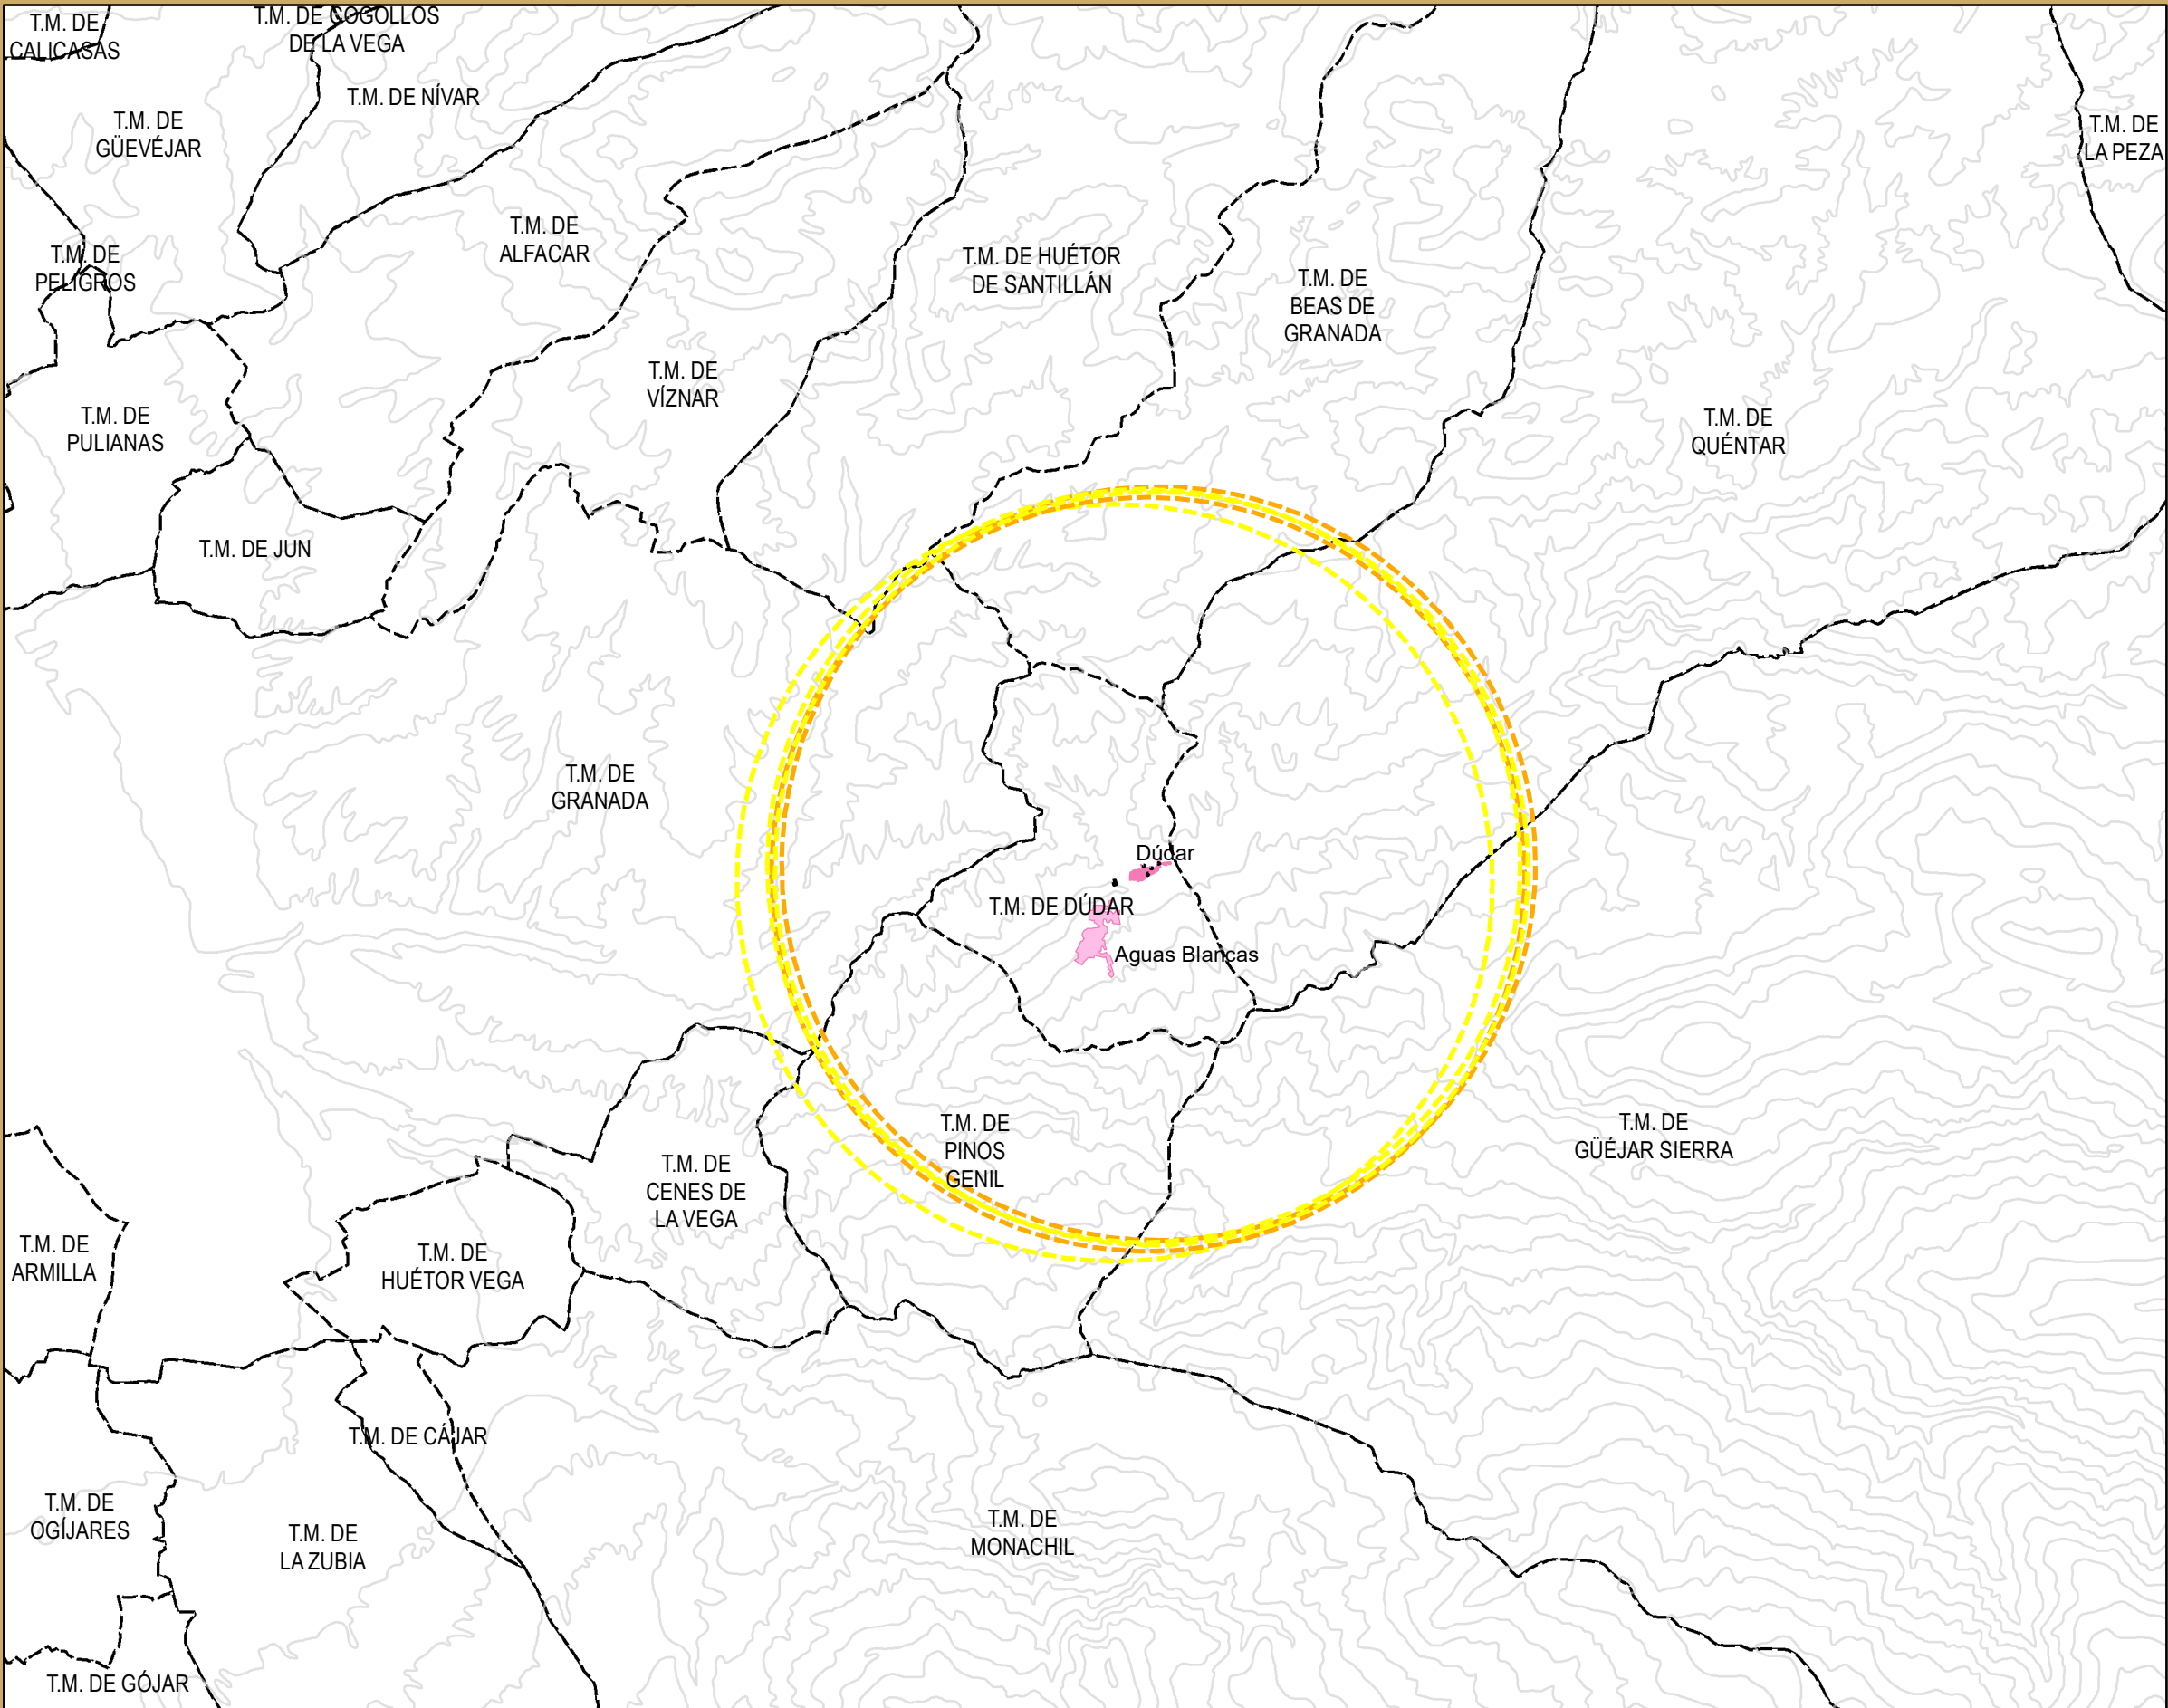 T.M. DE
CALICASAS
T.M. DE COGOLLOS
DE LA VEGA
T.M. DE NÍVAR
T.M. DE
GÜEVÉJAR
T.M. DE
LA PEZA
T.M. DE
ALFACAR
T.M. DE
PELIGROS
T.M. DE HUÉTOR
DE SANTILLÁN
T.M. DE
BEAS DE
GRANADA
T.M. DE
VÍZNAR
T.M. DE
PULIANAS
T.M. DE
QUÉNTAR
T.M. DE JUN
T.M. DE
GRANADA
Dúdar
T.M. DE DÚDAR
Aguas Blancas
T.M. DE
PINOS
GENIL
T.M. DE
GÜÉJAR SIERRA
T.M. DE
CENES DE
LA VEGA
T.M. DE
ARMILLA
T.M. DE
HUÉTOR VEGA
T.M. DE CÁJAR
T.M. DE
OGÍJARES
T.M. DE
LA ZUBIA
T.M. DE
MONACHIL
T.M. DE GÓJAR